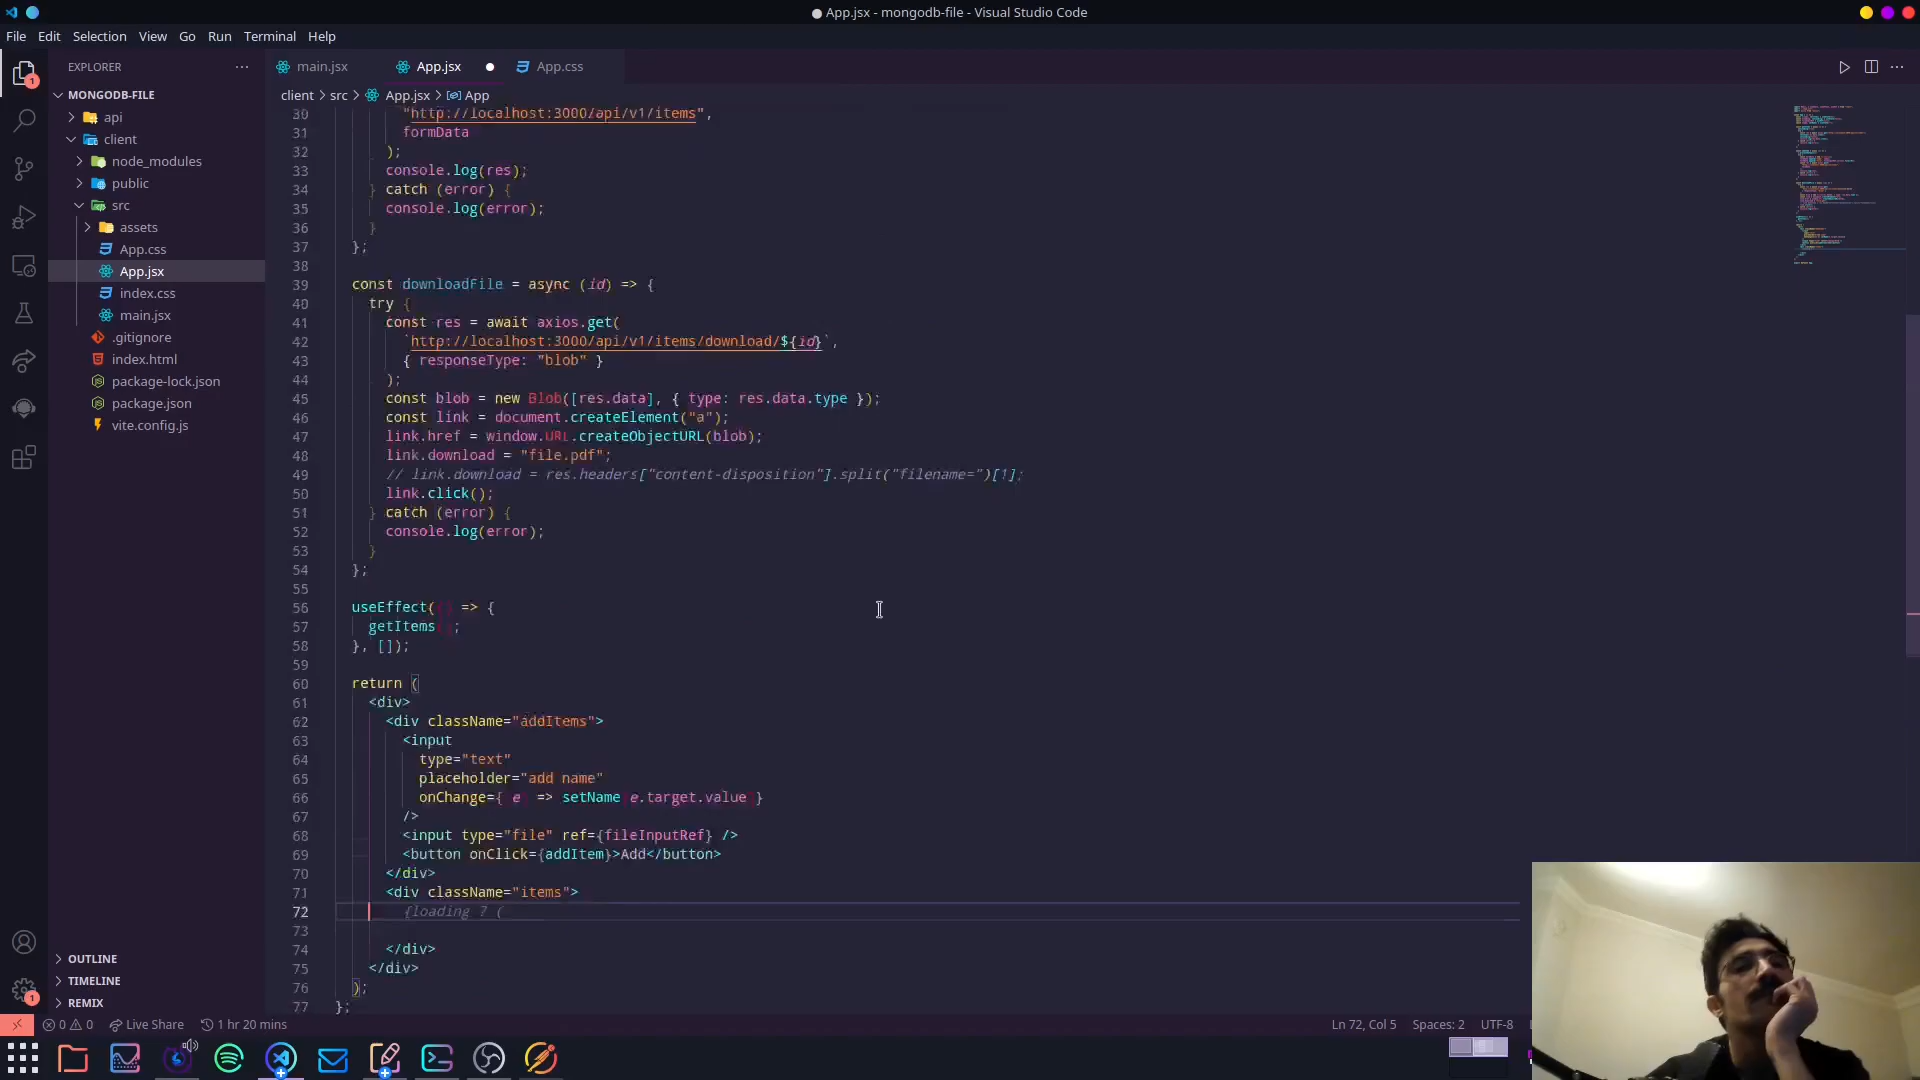 App.jsx - mongodb-file - Visual Studio Code
File Edit Selection View Go Run Terminal Help
EXPLORER
MONGODB-FILE
api
client
node_modules
public
src
assets
App.css
App.jsx
index.css
main.jsx
.gitignore
index.html
package-lock.json
package.json
vite.config.js
OUTLINE
TIMELINE
REMIX
main.jsx App.jsx App.css
client > src > App.jsx > App
30 "http://localhost:3000/api/v1/items",
31 formData
32 );
33 console.log(res);
34 } catch (error) {
35 console.log(error);
36 }
37 };
38
39 const downloadFile = async (id) => {
40 try {
41 const res = await axios.get(
42 `http://localhost:3000/api/v1/items/download/${id}`,
43 { responseType: "blob" }
44 );
45 const blob = new Blob([res.data], { type: res.data.type });
46 const link = document.createElement("a");
47 link.href = window.URL.createObjectURL(blob);
48 link.download = "file.pdf";
49 // link.download = res.headers["content-disposition"].split("filename=")[1];
50 link.click();
51 } catch (error) {
52 console.log(error);
53 }
54 };
55
56 useEffect(() => {
57 getItems();
58 }, []);
59
60 return (
61 <div>
62 <div className="addItems">
63 <input
64 type="text"
65 placeholder="add name"
66 onChange={(e) => setName(e.target.value)}
67 />
68 <input type="file" ref={fileInputRef} />
69 <button onClick={addItem}>Add</button>
70 </div>
71 <div className="items">
72 {loading ? (
73
74 </div>
75 </div>
76 );
77 };
0 0 Live Share 1 hr 20 mins Ln 72, Col 5 Spaces: 2 UTF-8